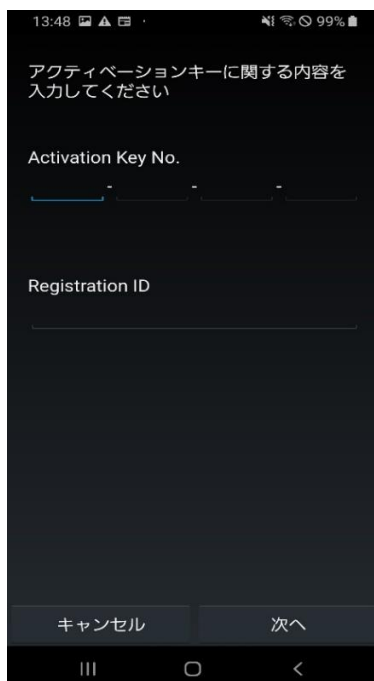 13:48 99%
アクティベーションキーに関する内容を
入力してください
Activation Key No.
- - -
Registration ID
キャンセル 次へ